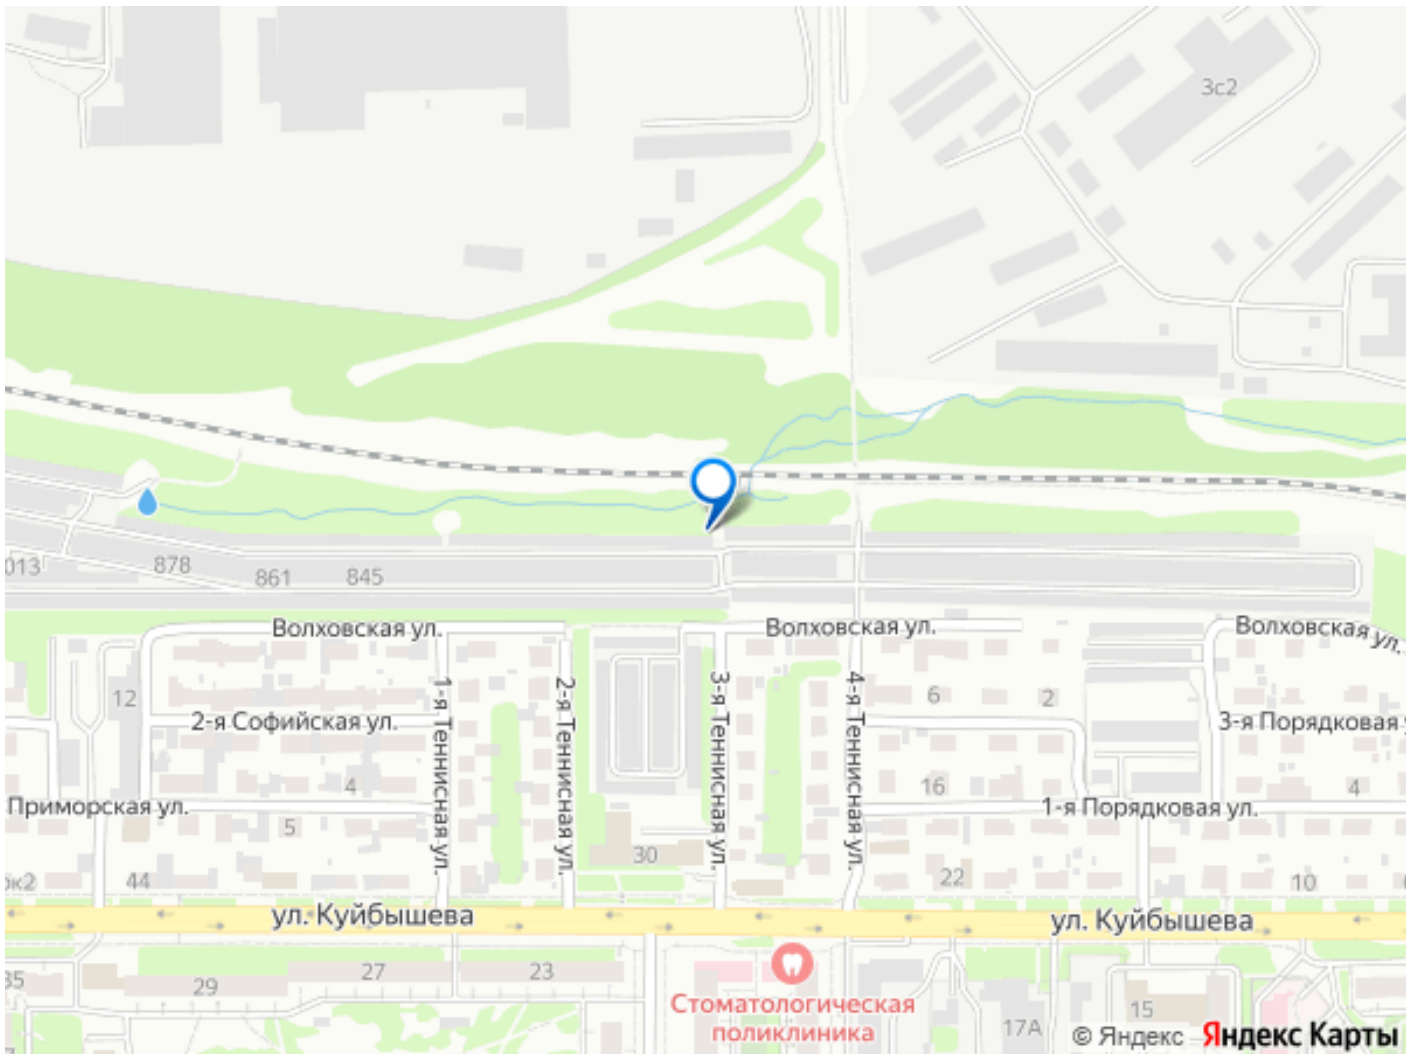 3с2
013
878
861
845
Волховская ул.
Волховская ул.
Волховская ул.
12
1-я Теннисная ул.
2-я Теннисная ул.
3-я Теннисная ул.
4-я Теннисная ул.
6
2
2-я Софийская ул.
3-я Порядковая у
4
16
4
Приморская ул.
1-я Порядковая ул.
5
30
ок2
44
22
10
ул. Куйбышева
ул. Куйбышева
35
29
27
23
Стоматологическая
поликлиника
17А
15
© Яндекс
Яндекс Карты